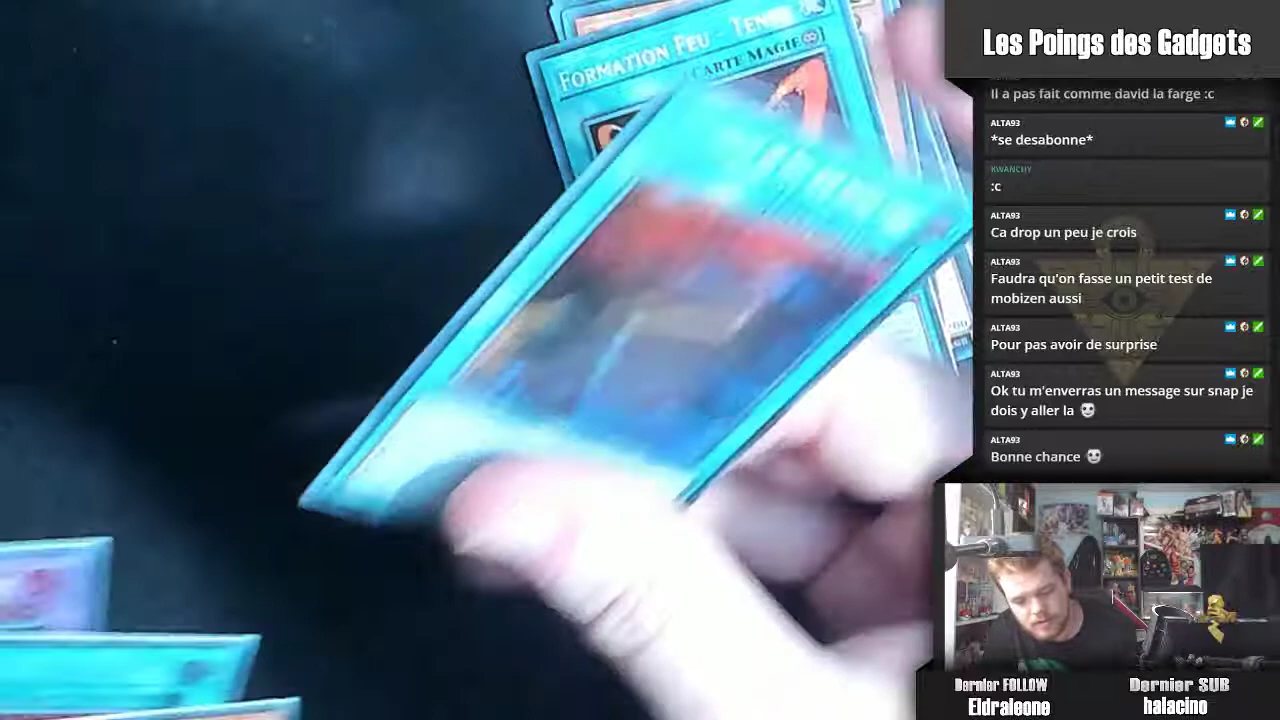 FORMATION FEU - TEN
CARTE MAGIE
Les Poings des Gadgets
Il a pas fait comme david la farge :c
ALTA93
*se desabonne*
KWANCHY
:c
ALTA93
Ca drop un peu je crois
ALTA93
Faudra qu'on fasse un petit test de
mobizen aussi
ALTA93
Pour pas avoir de surprise
ALTA93
Ok tu m'enverras un message sur snap je
dois y aller la
ALTA93
Bonne chance
Dernier FOLLOW
Eldraleone
Dernier SUB
halacino